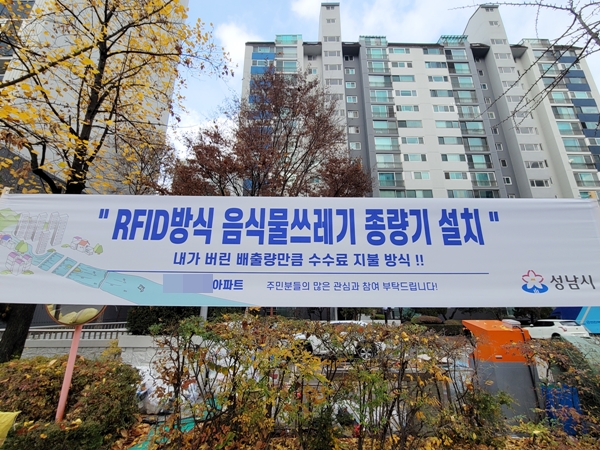 " RFID방식 음식물쓰레기 종량기 설치 "
내가 버린 배출량만큼 수수료 지불 방식 !!
아파트 주민분들의 많은 관심과 참여 부탁드립니다!
성남시